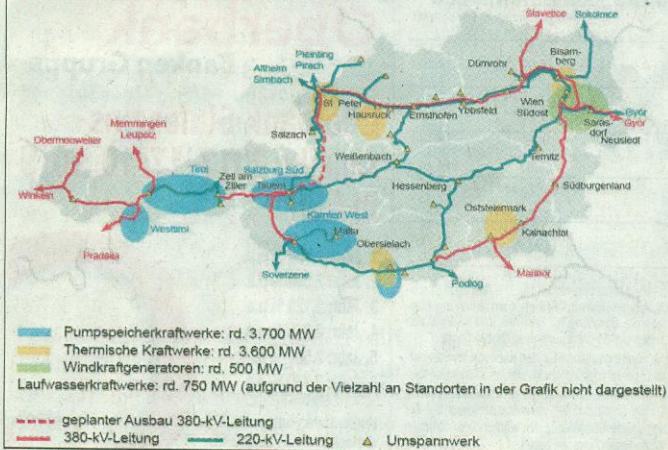 Slavetice
Sokolnice
Pleinting
Pirach
Altheim
Simbach
Dürnrohr
Bisam-
berg
St. Peter
Hausruck
Ernsthofen
Ybbsfeld
Wien
Südost
Györ
Györ
Saras-
dorf
Neusiedl
Salzach
Memmingen
Leupolz
Obermooweiler
Weißenbach
Ternitz
Tirol
Zell am
Ziller
Salzburg Süd
Tauern
Hessenberg
Südburgenland
Winkeln
Westtirol
Kärnten West
Malta
Oststeiermark
Kainachtal
Obersielach
Pradella
Soverzene
Podlog
Maribor
Pumpspeicherkraftwerke: rd. 3.700 MW
Thermische Kraftwerke: rd. 3.600 MW
Windkraftgeneratoren: rd. 500 MW
Laufwasserkraftwerke: rd. 750 MW (aufgrund der Vielzahl an Standorten in der Grafik nicht dargestellt)
geplanter Ausbau 380-kV-Leitung
380-kV-Leitung 220-kV-Leitung Umspannwerk